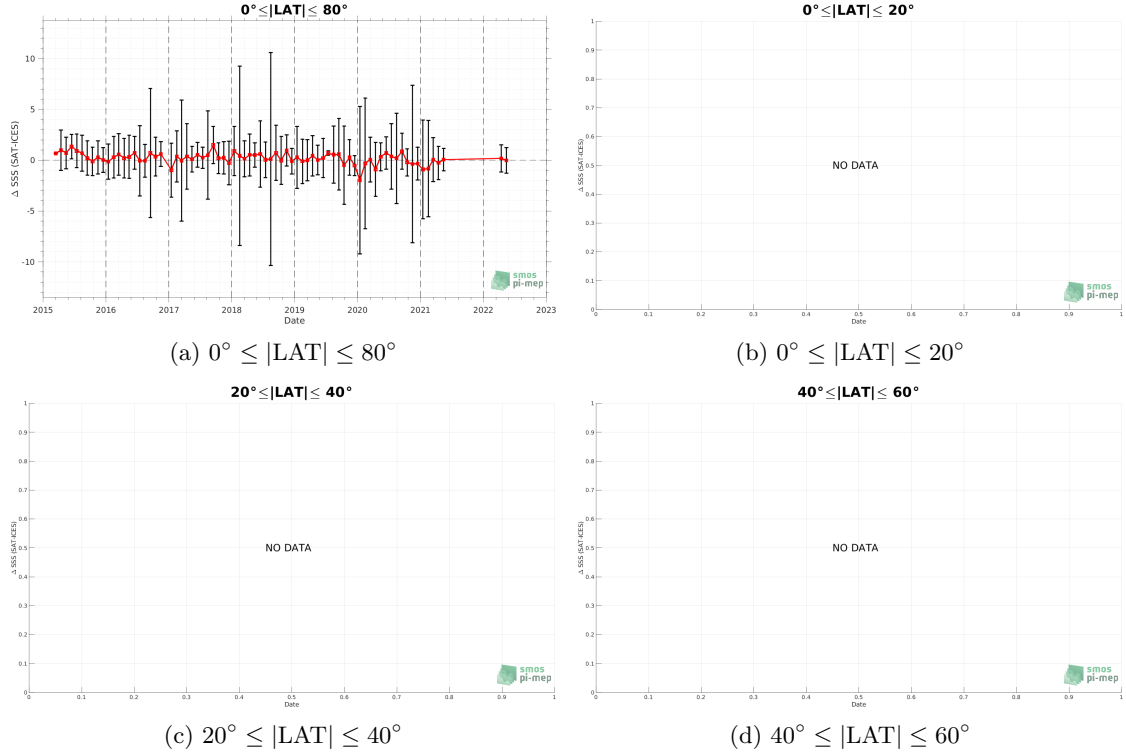 0°≤|LAT|≤ 80°
Δ SSS (SAT-ICES)
10
5
0
-5
-10
2015 2016 2017 2018 2019 2020 2021 2022 2023
Date
smos
pi-mep
(a) 0° ≤ |LAT| ≤ 80°
0°≤|LAT|≤ 20°
Δ SSS (SAT-ICES)
1
0.9
0.8
0.7
0.6
0.5
0.4
0.3
0.2
0.1
0
NO DATA
0 0.1 0.2 0.3 0.4 0.5 0.6 0.7 0.8 0.9 1
Date
smos
pi-mep
(b) 0° ≤ |LAT| ≤ 20°
20°≤|LAT|≤ 40°
Δ SSS (SAT-ICES)
1
0.9
0.8
0.7
0.6
0.5
0.4
0.3
0.2
0.1
0
NO DATA
0 0.1 0.2 0.3 0.4 0.5 0.6 0.7 0.8 0.9 1
Date
smos
pi-mep
(c) 20° ≤ |LAT| ≤ 40°
40°≤|LAT|≤ 60°
Δ SSS (SAT-ICES)
1
0.9
0.8
0.7
0.6
0.5
0.4
0.3
0.2
0.1
0
NO DATA
0 0.1 0.2 0.3 0.4 0.5 0.6 0.7 0.8 0.9 1
Date
smos
pi-mep
(d) 40° ≤ |LAT| ≤ 60°